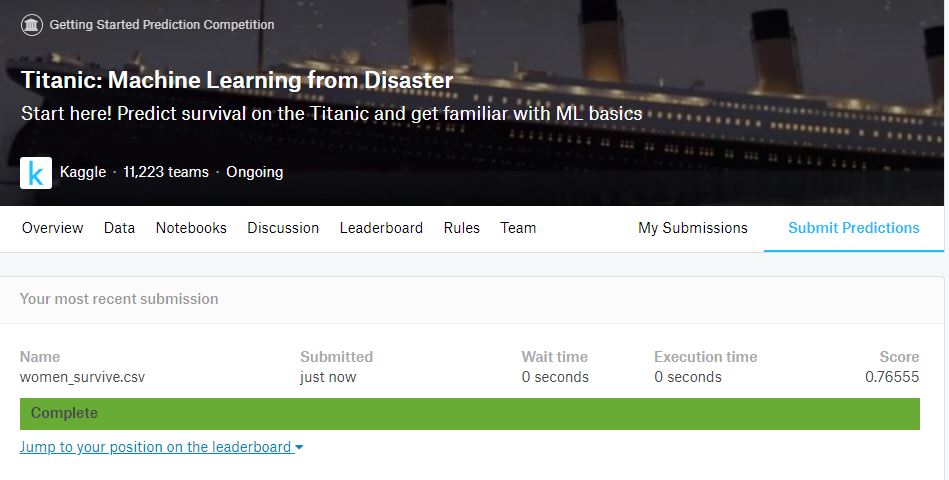 Getting Started Prediction Competition
Titanic: Machine Learning from Disaster
Start here! Predict survival on the Titanic and get familiar with ML basics
k Kaggle · 11,223 teams · Ongoing
Overview Data Notebooks Discussion Leaderboard Rules Team My Submissions Submit Predictions
Your most recent submission
Name Submitted Wait time Execution time Score
women_survive.csv just now 0 seconds 0 seconds 0.76555
Complete
Jump to your position on the leaderboard